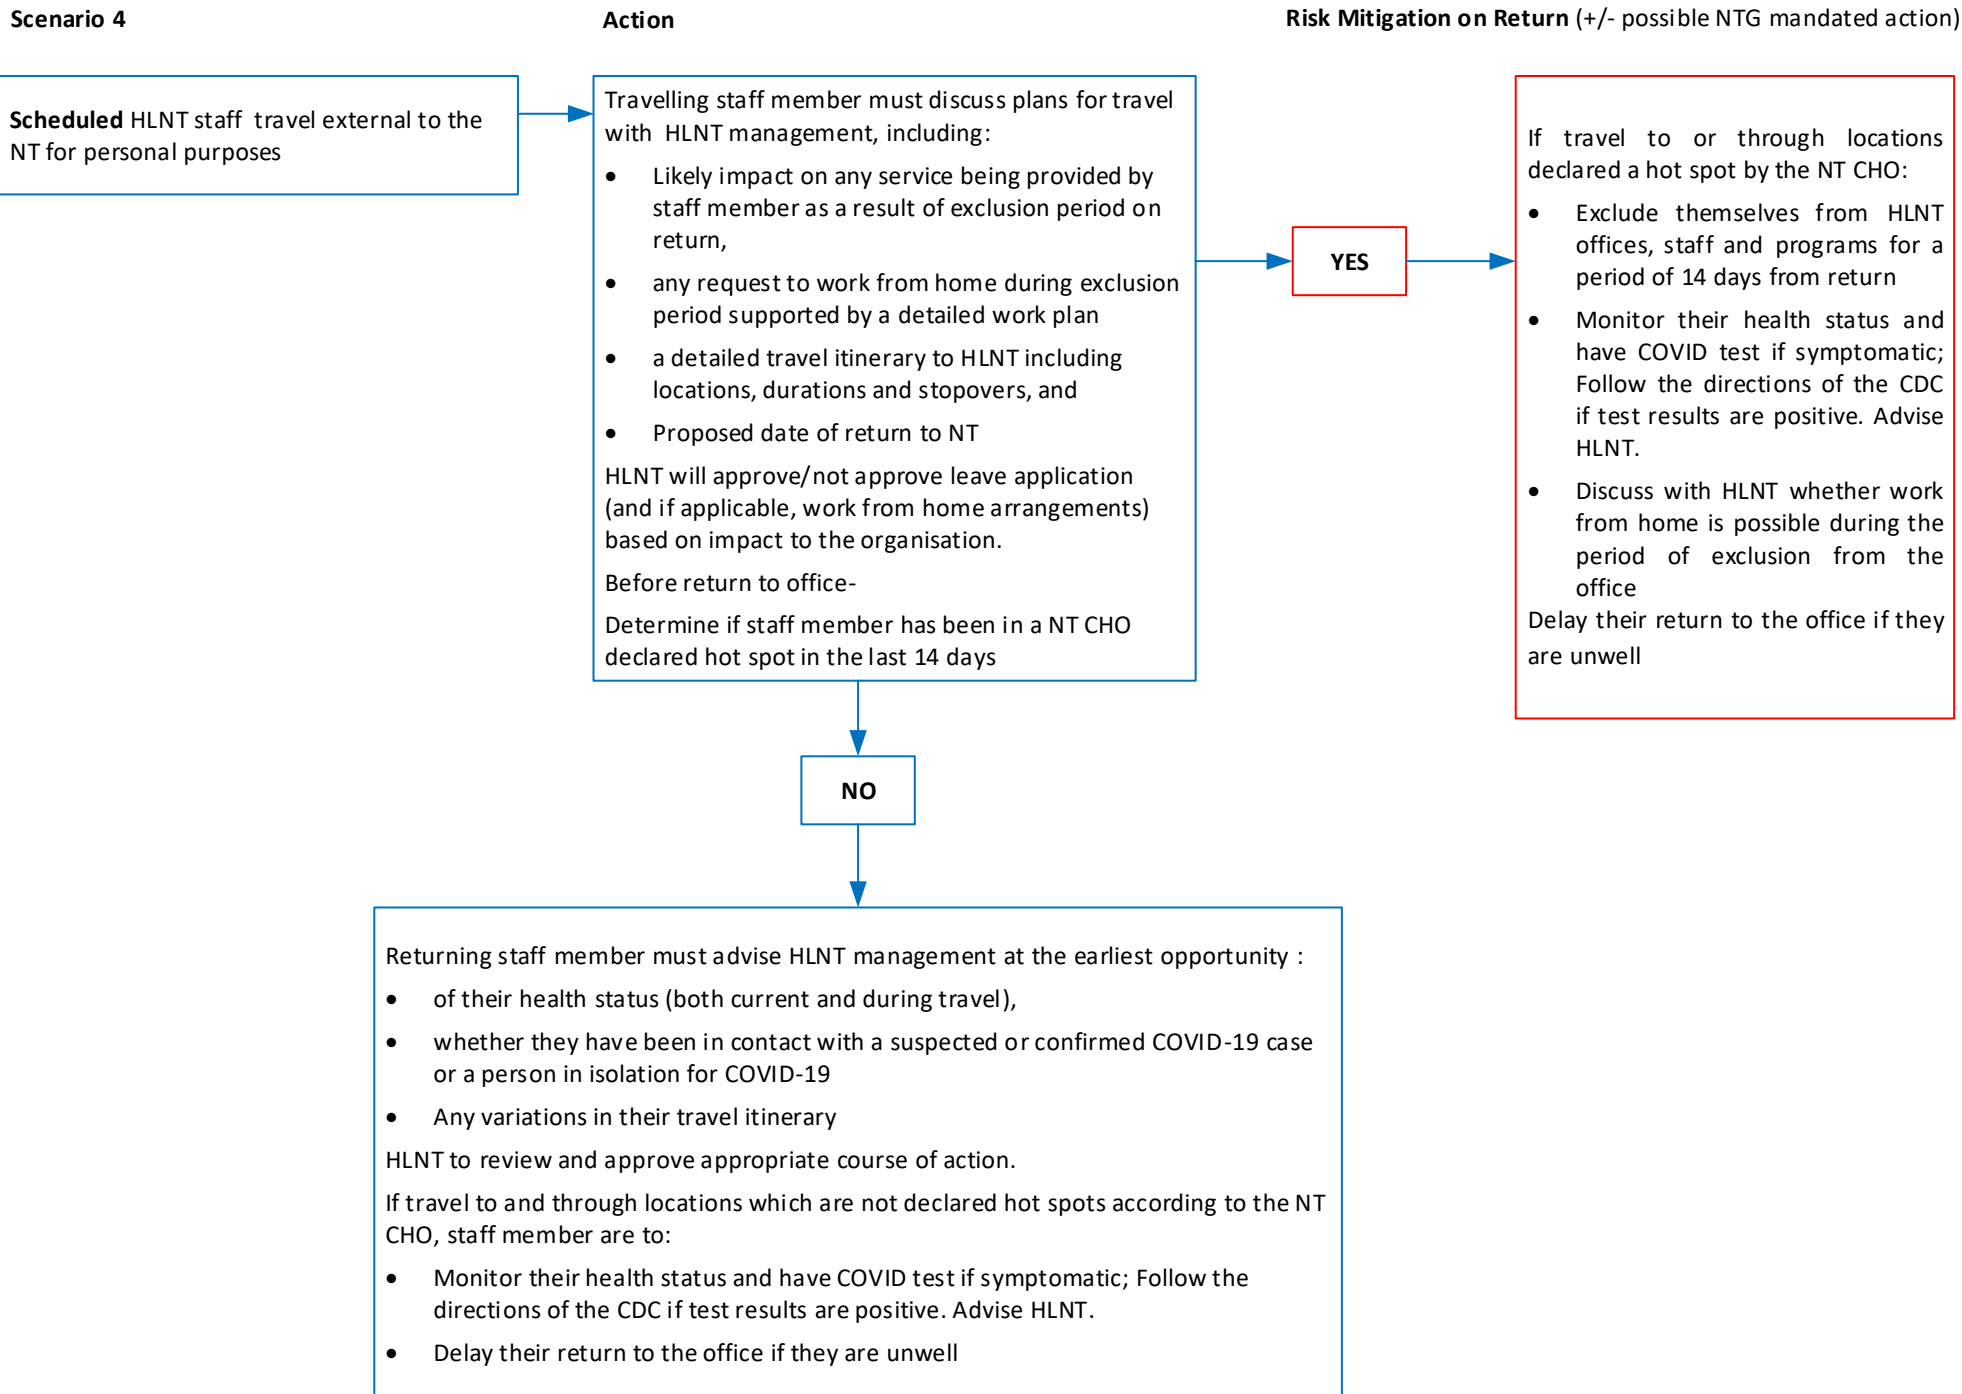 Scenario 4
Action
Risk Mitigation on Return (+/- possible NTG mandated action)
Scheduled HLNT staff travel external to the
NT for personal purposes
Travelling staff member must discuss plans for travel
with HLNT management, including:
• Likely impact on any service being provided by
staff member as a result of exclusion period on
return,
• any request to work from home during exclusion
period supported by a detailed work plan
• a detailed travel itinerary to HLNT including
locations, durations and stopovers, and
• Proposed date of return to NT
HLNT will approve/not approve leave application
(and if applicable, work from home arrangements)
based on impact to the organisation.
Before return to office-
Determine if staff member has been in a NT CHO
declared hot spot in the last 14 days
YES
If travel to or through locations
declared a hot spot by the NT CHO:
• Exclude themselves from HLNT
offices, staff and programs for a
period of 14 days from return
• Monitor their health status and
have COVID test if symptomatic;
Follow the directions of the CDC
if test results are positive. Advise
HLNT.
• Discuss with HLNT whether work
from home is possible during the
period of exclusion from the
office
Delay their return to the office if they
are unwell
NO
Returning staff member must advise HLNT management at the earliest opportunity :
• of their health status (both current and during travel),
• whether they have been in contact with a suspected or confirmed COVID-19 case
or a person in isolation for COVID-19
• Any variations in their travel itinerary
HLNT to review and approve appropriate course of action.
If travel to and through locations which are not declared hot spots according to the NT
CHO, staff member are to:
• Monitor their health status and have COVID test if symptomatic; Follow the
directions of the CDC if test results are positive. Advise HLNT.
• Delay their return to the office if they are unwell